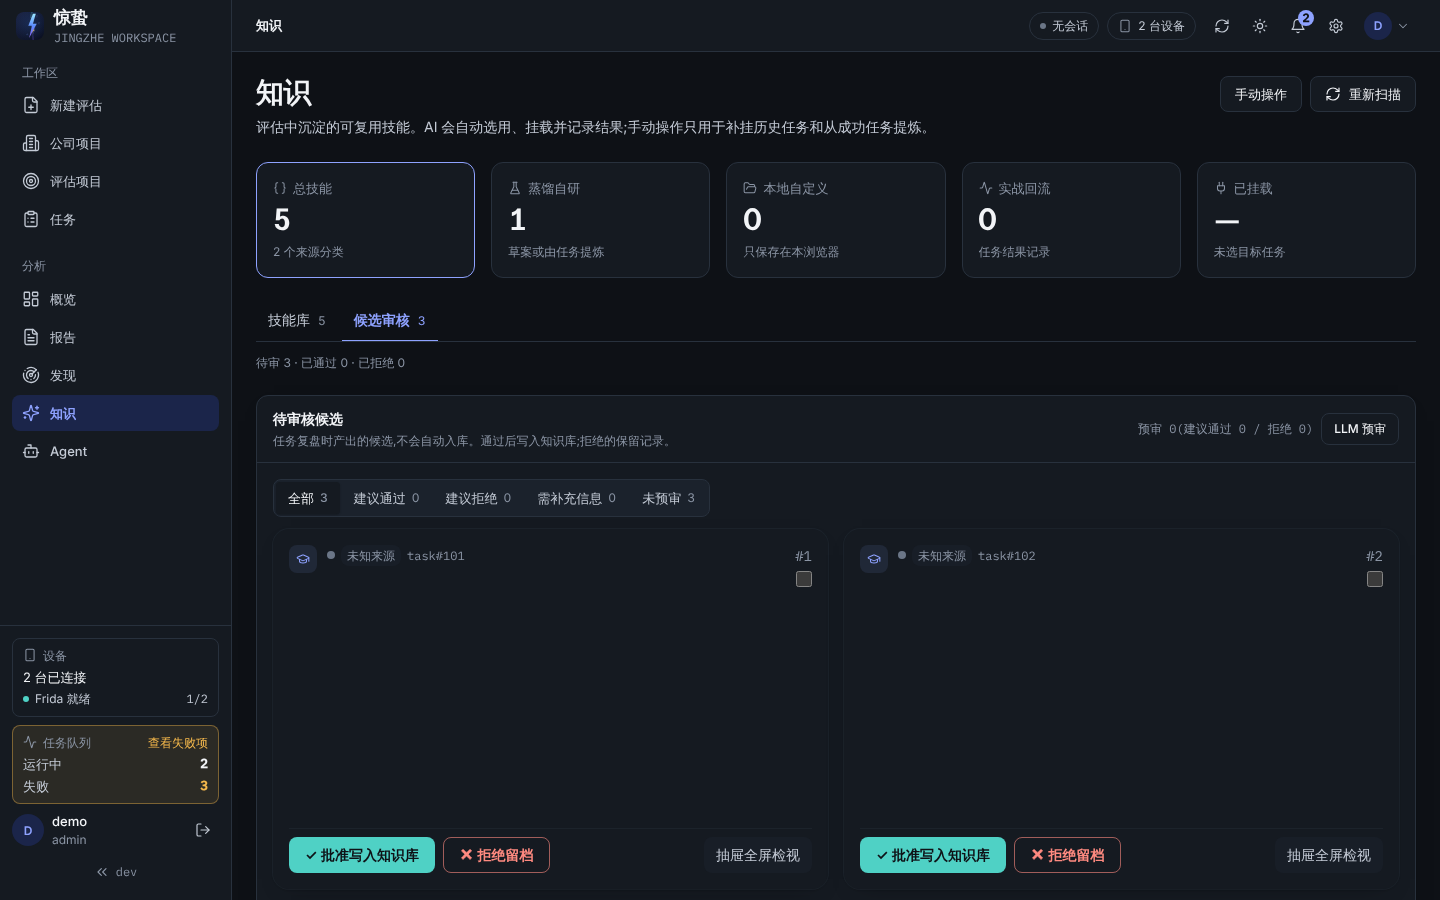 惊蛰
JINGZHE WORKSPACE
工作区
新建评估
公司项目
评估项目
任务
分析
概览
报告
发现
知识
Agent
设备
2 台已连接
Frida 就绪 1/2
任务队列 查看失败项
运行中 2
失败 3
D demo
admin
dev
知识
无会话 2 台设备 2 D
知识
评估中沉淀的可复用技能。AI 会自动选用、挂载并记录结果;手动操作只用于补挂历史任务和从成功任务提炼。
手动操作 重新扫描
总技能
5
2 个来源分类
蒸馏自研
1
草案或由任务提炼
本地自定义
0
只保存在本浏览器
实战回流
0
任务结果记录
已挂载
—
未选目标任务
技能库 5 候选审核 3
待审 3 · 已通过 0 · 已拒绝 0
待审核候选
任务复盘时产出的候选,不会自动入库。通过后写入知识库;拒绝的保留记录。
预审 0(建议通过 0 / 拒绝 0) LLM 预审
全部 3 建议通过 0 建议拒绝 0 需补充信息 0 未预审 3
未知来源 task#101 #1
✓ 批准写入知识库 ✕ 拒绝留档 抽屉全屏检视
未知来源 task#102 #2
✓ 批准写入知识库 ✕ 拒绝留档 抽屉全屏检视